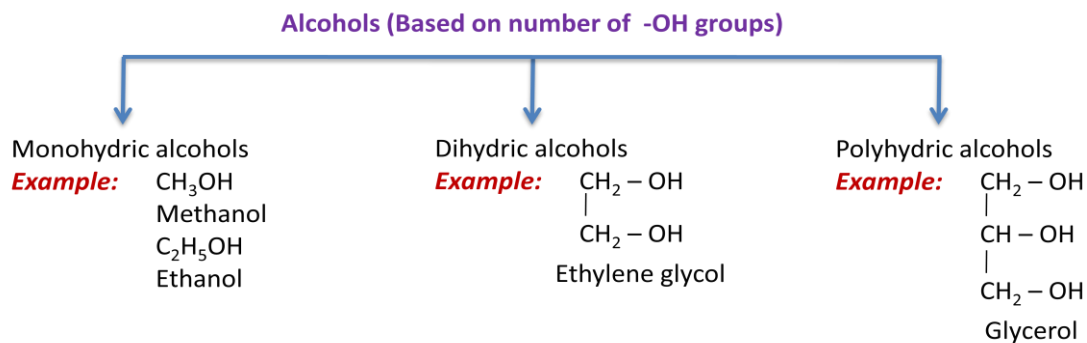 Alcohols (Based on number of -OH groups)
Monohydric alcohols
Example: CH₃OH
Methanol
C₂H₅OH
Ethanol
Dihydric alcohols
Example: CH₂ – OH
|
CH₂ – OH
Ethylene glycol
Polyhydric alcohols
Example: CH₂ – OH
|
CH – OH
|
CH₂ – OH
Glycerol